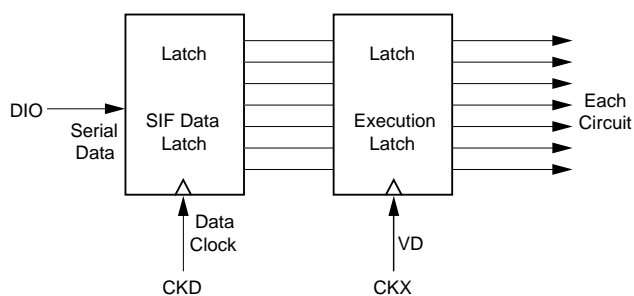 Latch
Latch
DIO
Serial
Data
SIF Data
Latch
Execution
Latch
Each
Circuit
Data
Clock
VD
CKD
CKX